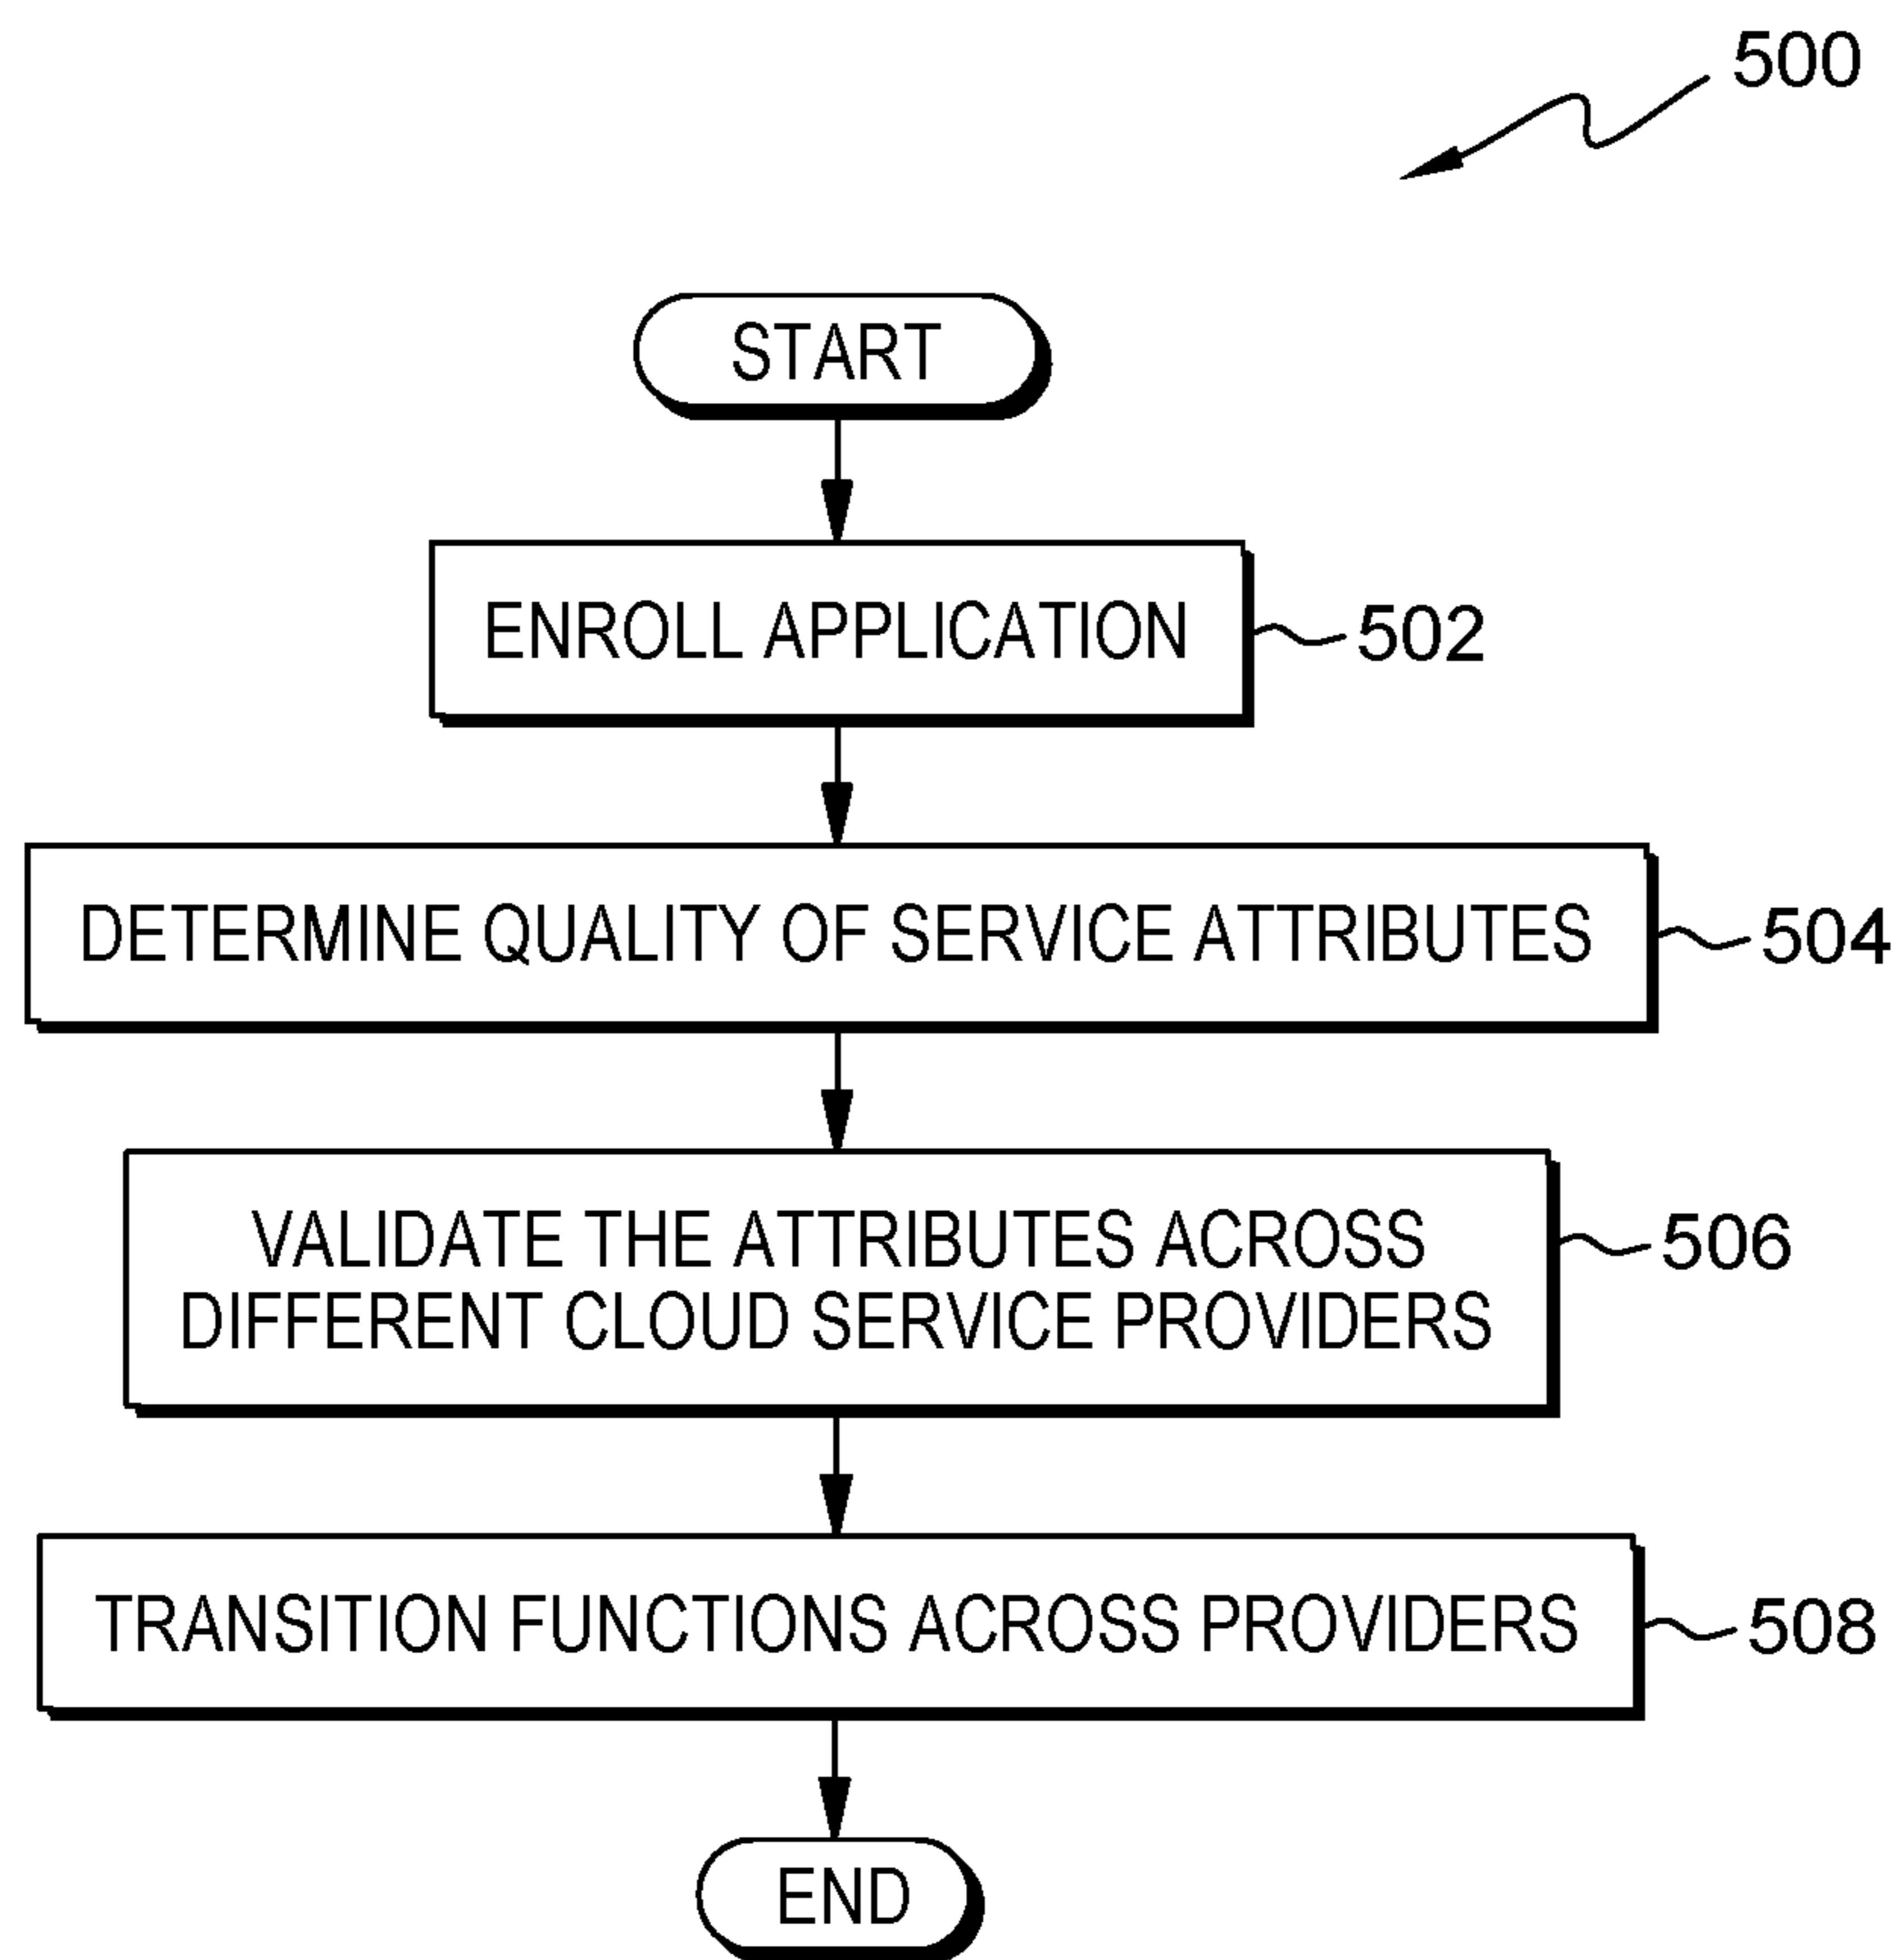 500
START
ENROLL APPLICATION
502
DETERMINE QUALITY OF SERVICE ATTRIBUTES
504
VALIDATE THE ATTRIBUTES ACROSS
DIFFERENT CLOUD SERVICE PROVIDERS
506
TRANSITION FUNCTIONS ACROSS PROVIDERS
508
END